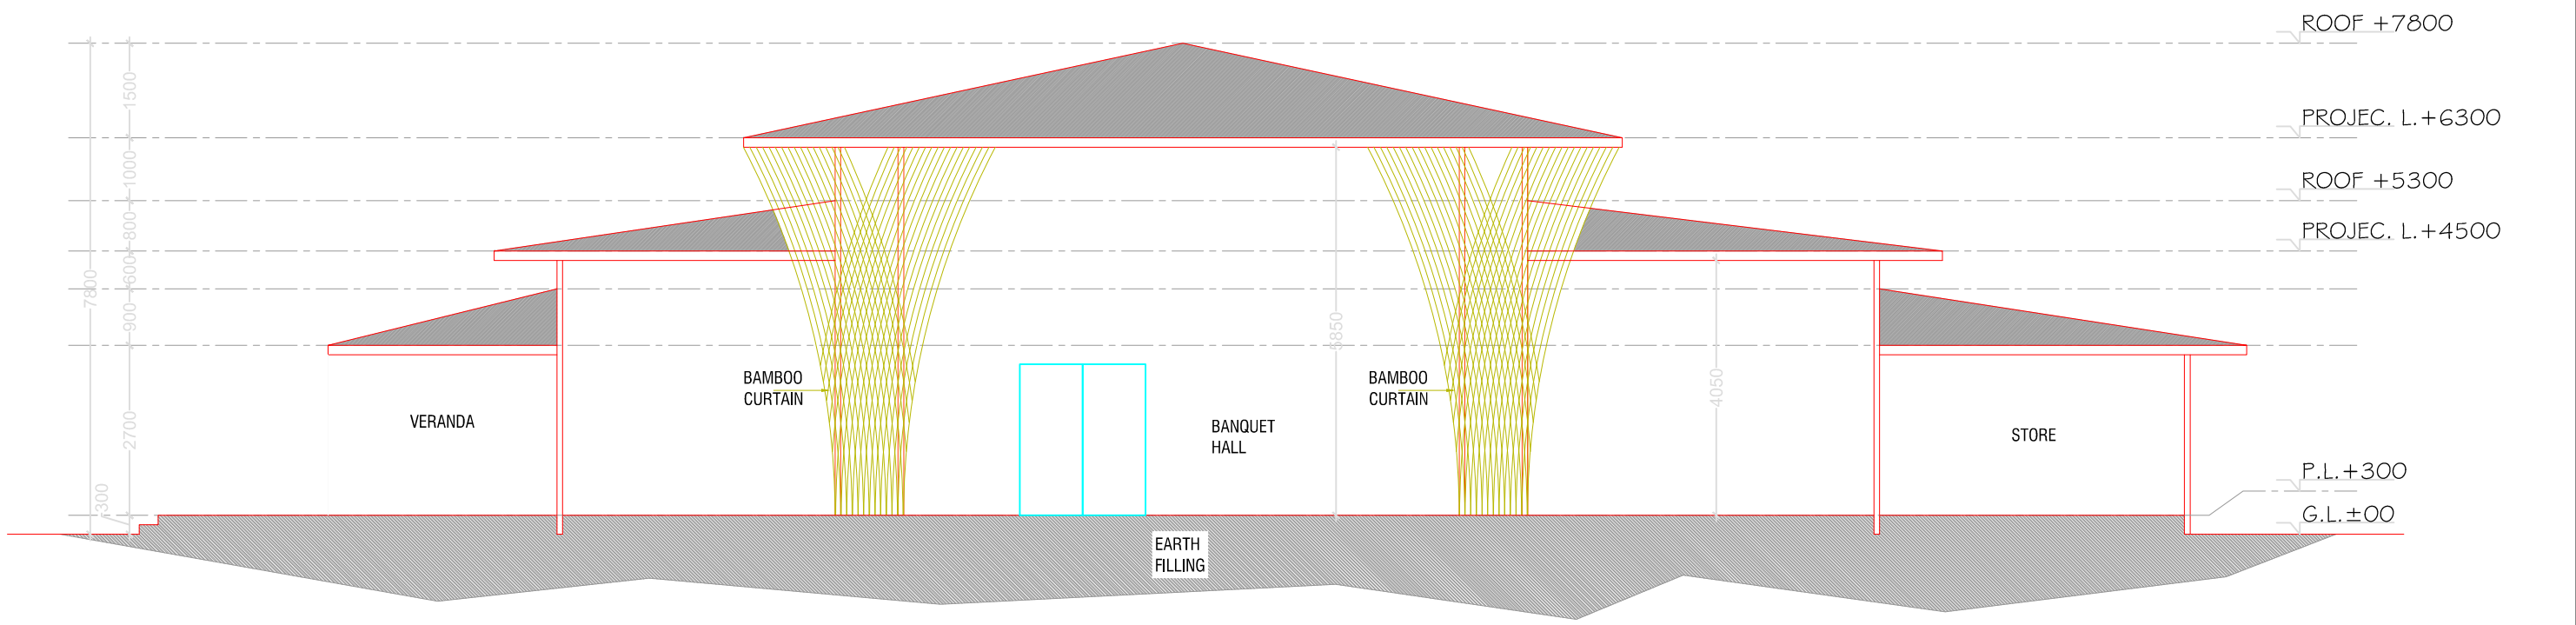 ROOF +7800
1500
PROJEC. L.+6300
1000
ROOF +5300
800
PROJEC. L.+4500
600
7800
900
5850
4050
BAMBOO
CURTAIN
BAMBOO
CURTAIN
2700
VERANDA
BANQUET
HALL
STORE
P.L.+300
300
G.L.±00
EARTH
FILLING